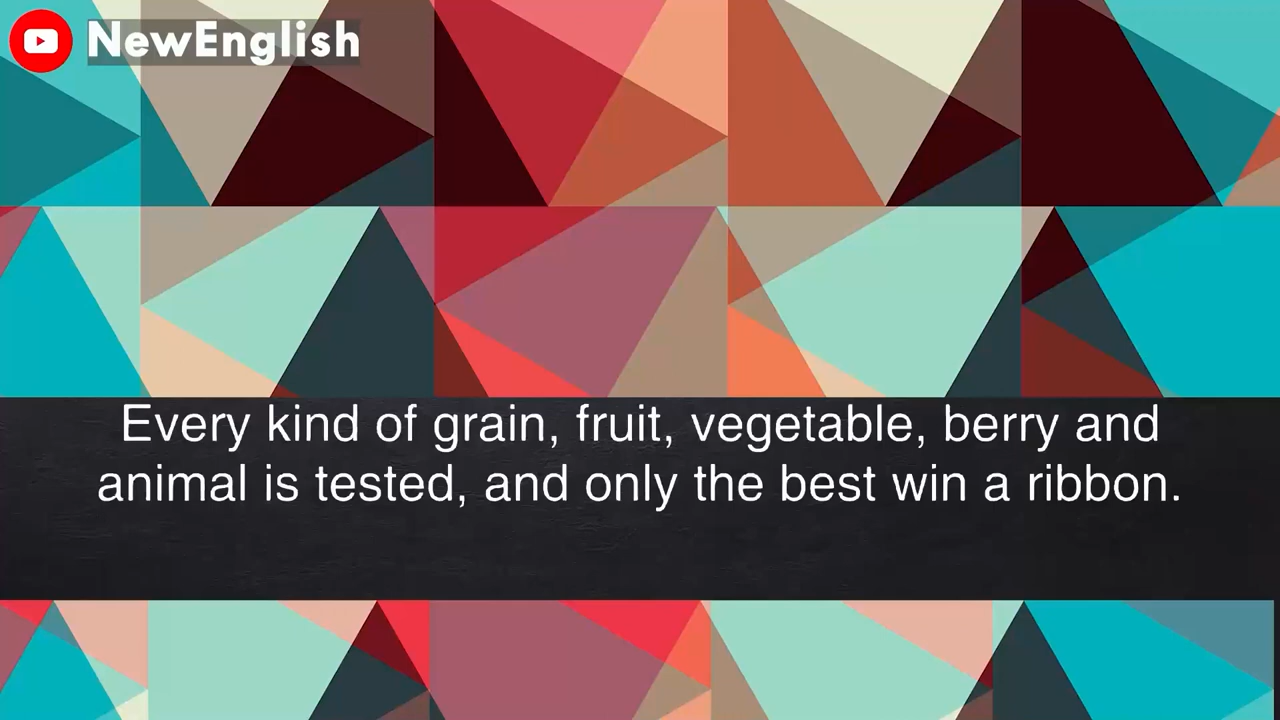 NewEnglish
Every kind of grain, fruit, vegetable, berry and
animal is tested, and only the best win a ribbon.